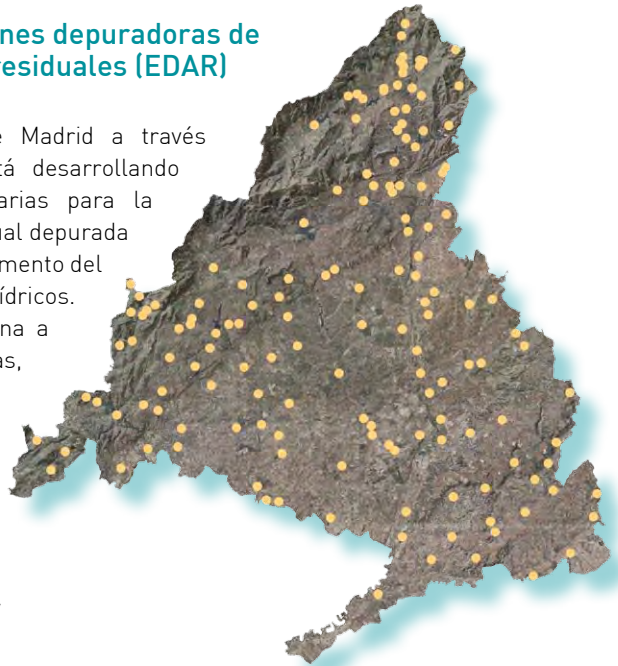 nes depuradoras de
residuales (EDAR)
e Madrid a través
tá desarrollando
arias para la
ual depurada
mento del
ídricos.
na a
as,